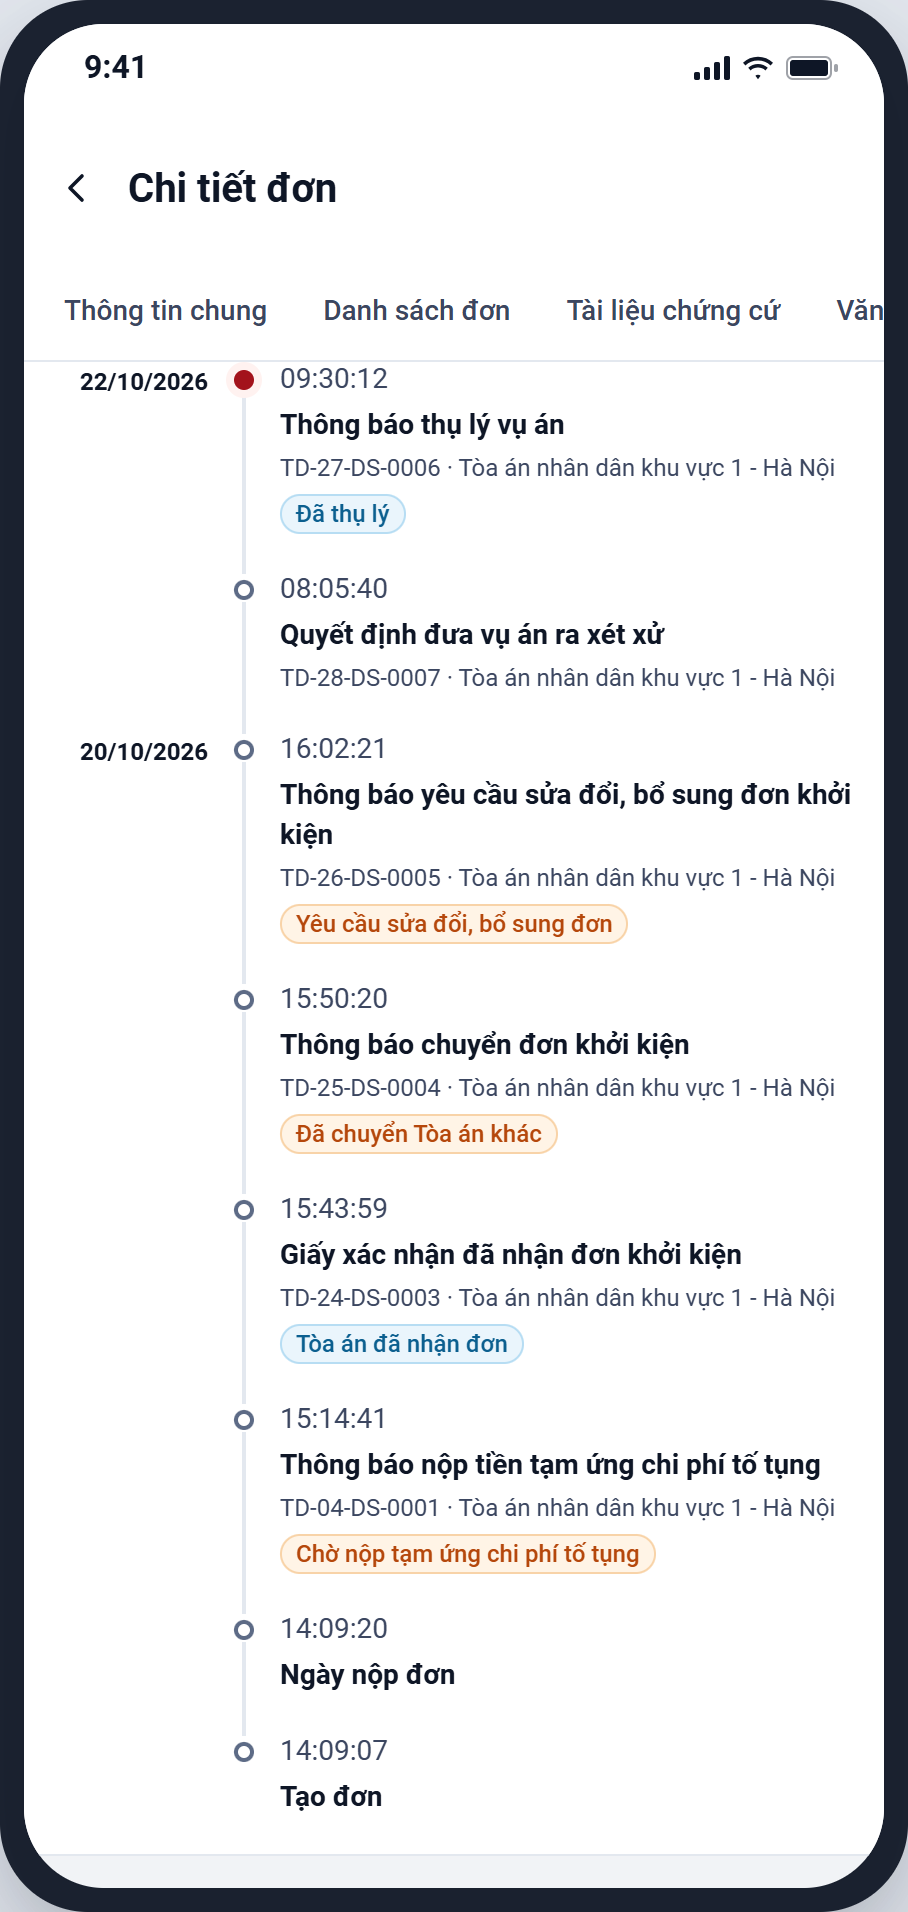 9:41
Chi tiết đơn
Thông tin chung Danh sách đơn Tài liệu chứng cứ Văn
22/10/2026 09:30:12
Thông báo thụ lý vụ án
TD-27-DS-0006 · Tòa án nhân dân khu vực 1 - Hà Nội
Đã thụ lý
08:05:40
Quyết định đưa vụ án ra xét xử
TD-28-DS-0007 · Tòa án nhân dân khu vực 1 - Hà Nội
20/10/2026 16:02:21
Thông báo yêu cầu sửa đổi, bổ sung đơn khởi
kiện
TD-26-DS-0005 · Tòa án nhân dân khu vực 1 - Hà Nội
Yêu cầu sửa đổi, bổ sung đơn
15:50:20
Thông báo chuyển đơn khởi kiện
TD-25-DS-0004 · Tòa án nhân dân khu vực 1 - Hà Nội
Đã chuyển Tòa án khác
15:43:59
Giấy xác nhận đã nhận đơn khởi kiện
TD-24-DS-0003 · Tòa án nhân dân khu vực 1 - Hà Nội
Tòa án đã nhận đơn
15:14:41
Thông báo nộp tiền tạm ứng chi phí tố tụng
TD-04-DS-0001 · Tòa án nhân dân khu vực 1 - Hà Nội
Chờ nộp tạm ứng chi phí tố tụng
14:09:20
Ngày nộp đơn
14:09:07
Tạo đơn